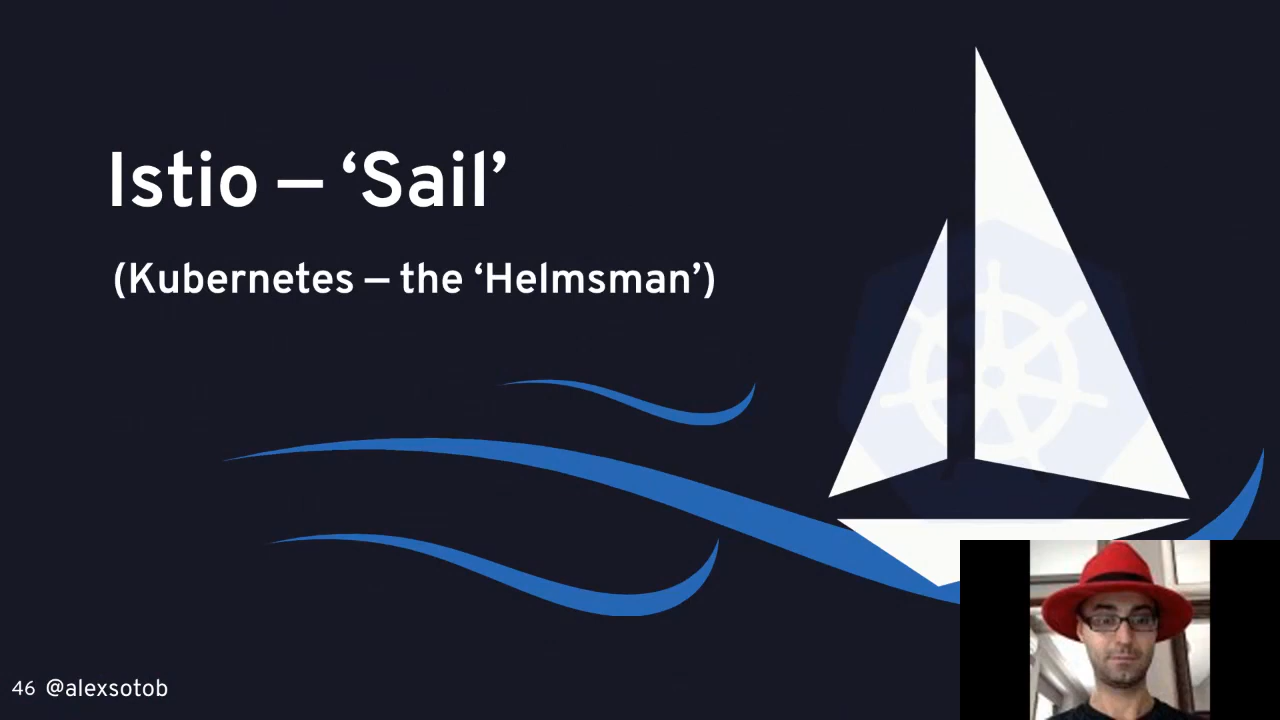 Istio – ‘Sail’
(Kubernetes – the ‘Helmsman’)
46 @alexsotob